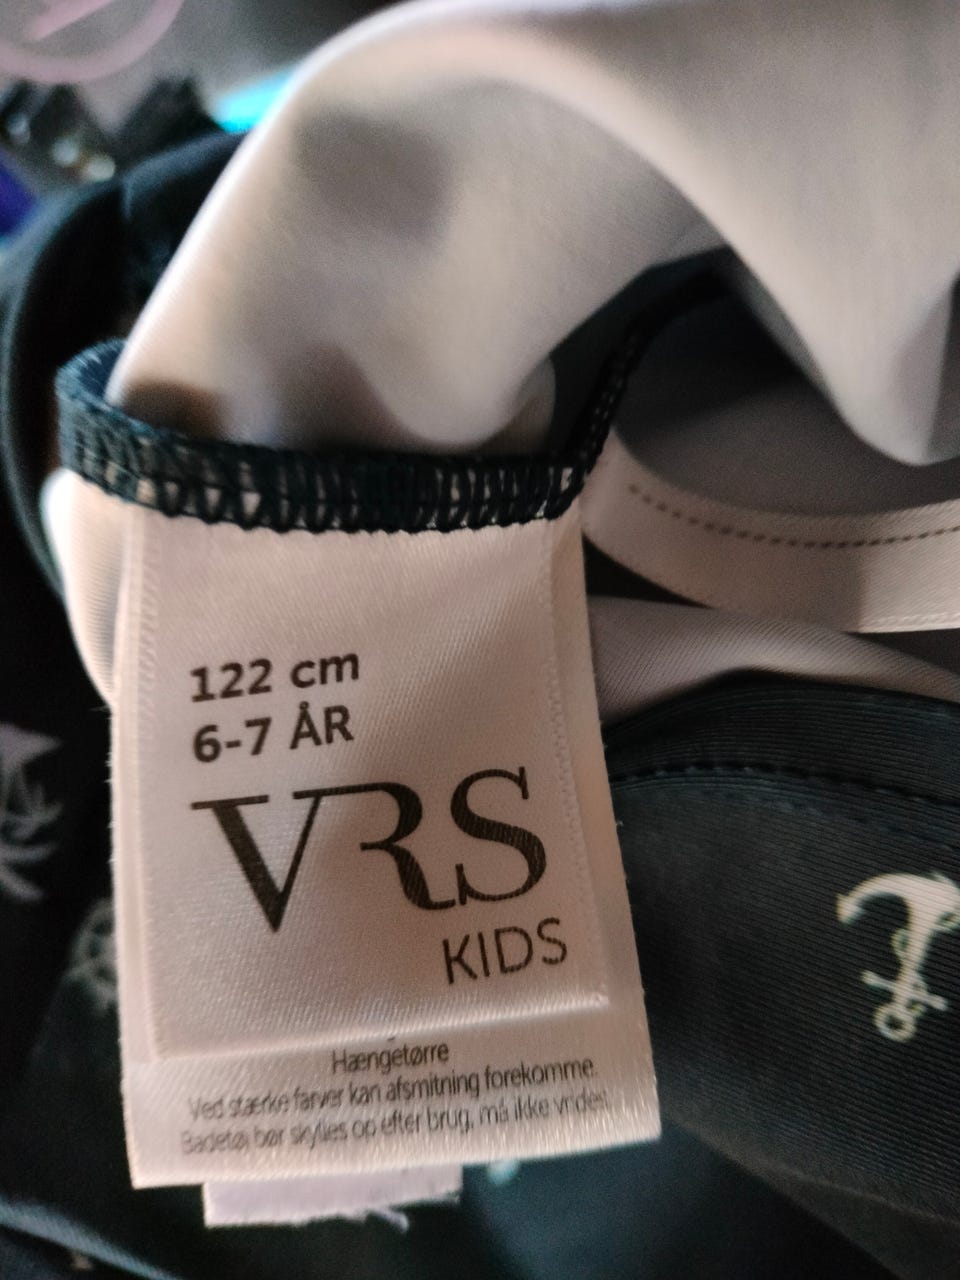 122 cm
6-7 ÅR
VRS
KIDS
Hængetørre
Ved stærke farver kan afsmitning forekomme.
Badetøj bør skylles op efter brug, må ikke vrides